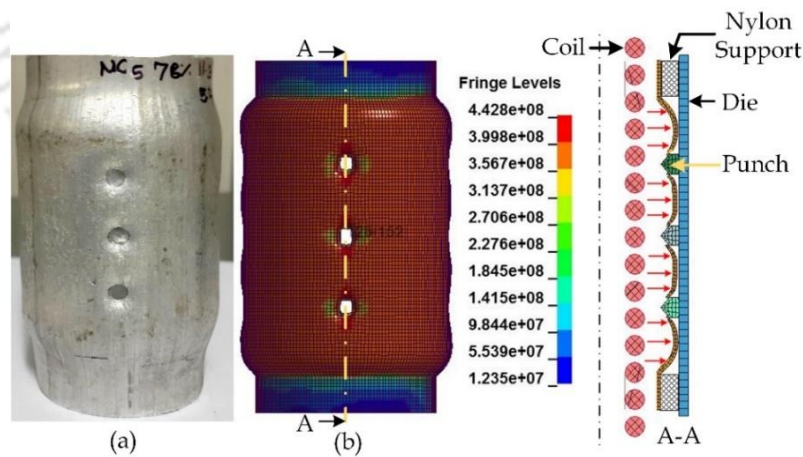 NC5 78%
A
A
(a)
(b)
Fringe Levels
4.428e+08
3.998e+08
3.567e+08
3.137e+08
2.706e+08
2.276e+08
1.845e+08
1.415e+08
9.844e+07
5.539e+07
1.235e+07
Coil
Nylon
Support
Die
Punch
A-A